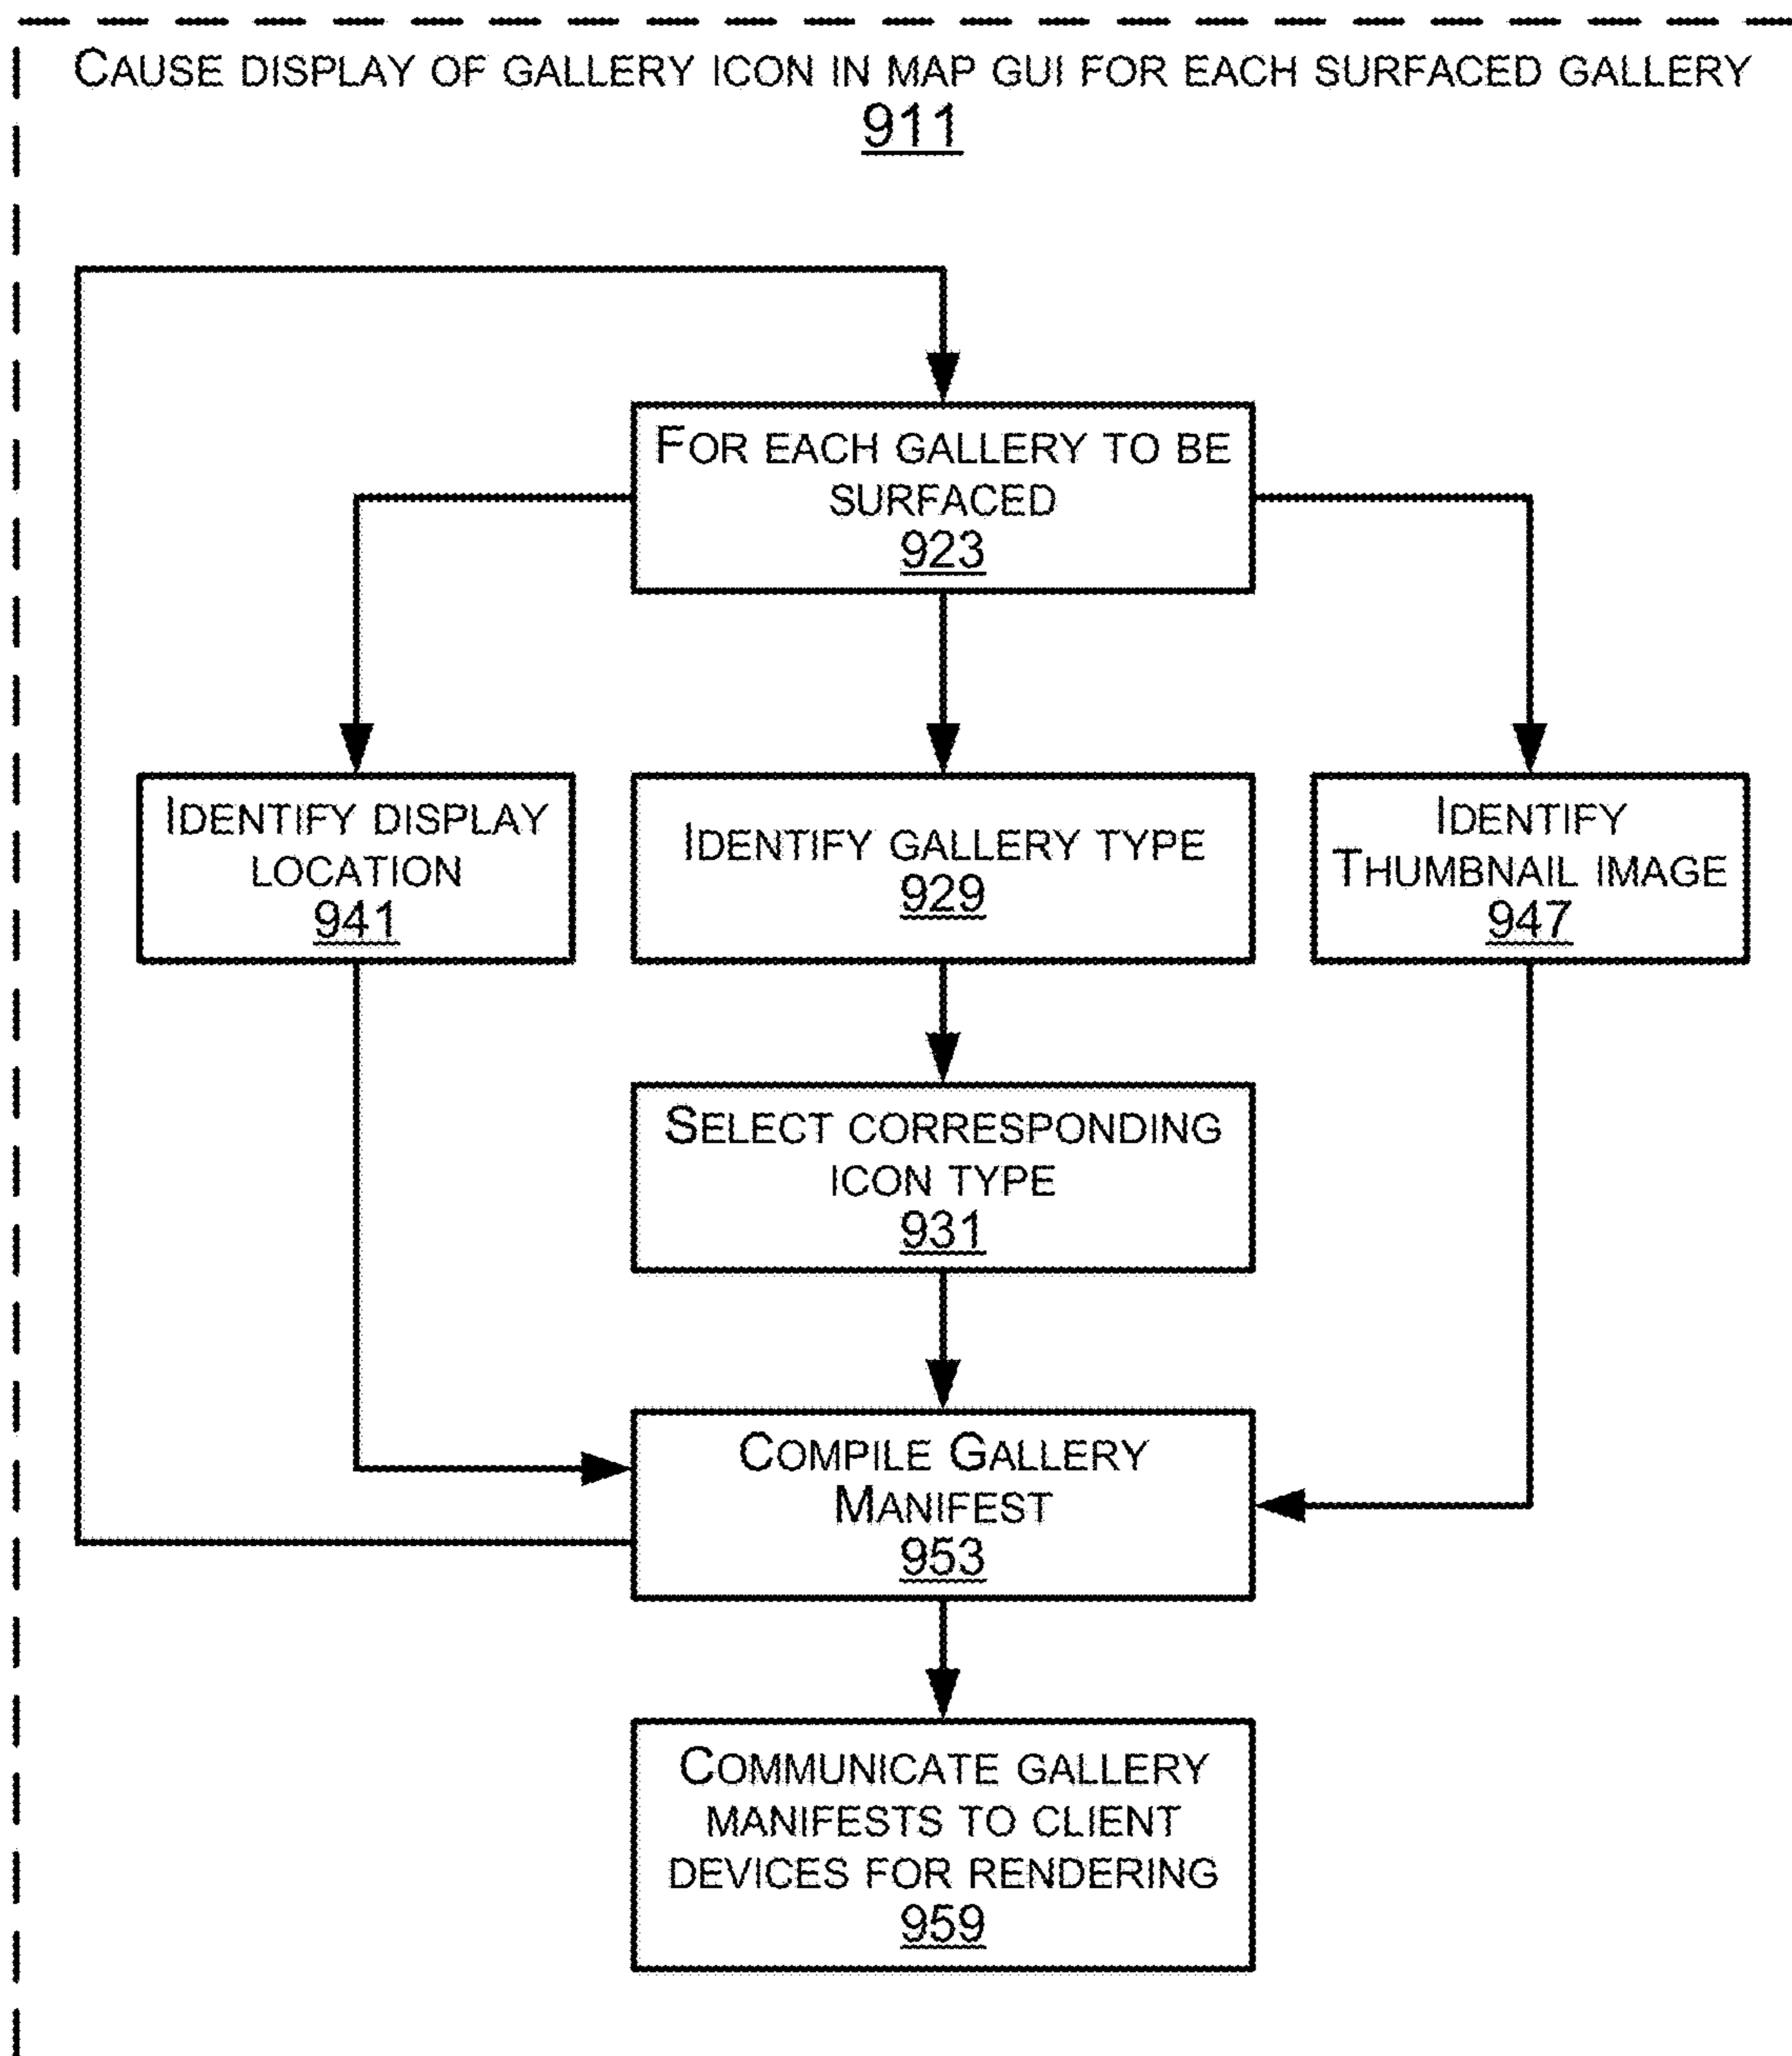 CAUSE DISPLAY OF GALLERY ICON IN MAP GUI FOR EACH SURFACED GALLERY
911
FOR EACH GALLERY TO BE
SURFACED
923
IDENTIFY DISPLAY
LOCATION
941
IDENTIFY GALLERY TYPE
929
IDENTIFY
THUMBNAIL IMAGE
947
SELECT CORRESPONDING
ICON TYPE
931
COMPILE GALLERY
MANIFEST
953
COMMUNICATE GALLERY
MANIFESTS TO CLIENT
DEVICES FOR RENDERING
959